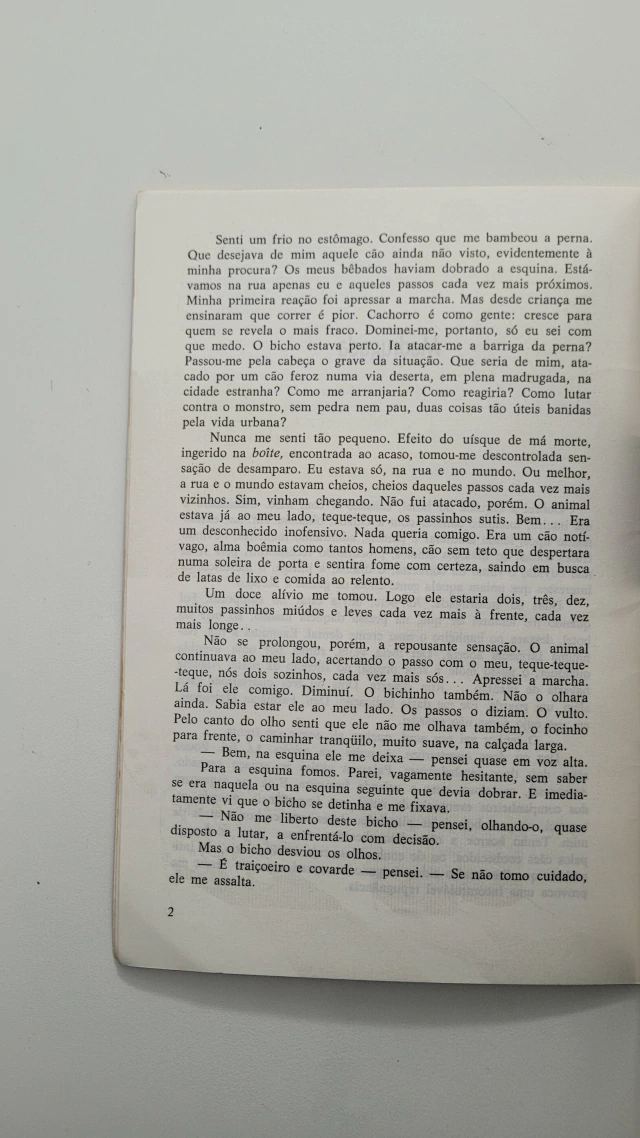 Senti um frio no estômago. Confesso que me bambeou a perna.
Que desejava de mim aquele cão ainda não visto, evidentemente à
minha procura? Os meus bêbados haviam dobrado a esquina. Está-
vamos na rua apenas eu e aqueles passos cada vez mais próximos.
Minha primeira reação foi apressar a marcha. Mas desde criança me
ensinaram que correr é pior. Cachorro é como gente: cresce para
quem se revela o mais fraco. Dominei-me, portanto, só eu sei com
que medo. O bicho estava perto. Ia atacar-me a barriga da perna?
Passou-me pela cabeça o grave da situação. Que seria de mim, ata-
cado por um cão feroz numa via deserta, em plena madrugada, na
cidade estranha? Como me arranjaria? Como reagiria? Como lutar
contra o monstro, sem pedra nem pau, duas coisas tão úteis banidas
pela vida urbana?
Nunca me senti tão pequeno. Efeito do uísque de má morte,
ingerido na boîte, encontrada ao acaso, tomou-me descontrolada sen-
sação de desamparo. Eu estava só, na rua e no mundo. Ou melhor,
a rua e o mundo estavam cheios, cheios daqueles passos cada vez mais
vizinhos. Sim, vinham chegando. Não fui atacado, porém. O animal
estava já ao meu lado, teque-teque, os passinhos sutis. Bem... Era
um desconhecido inofensivo. Nada queria comigo. Era um cão notí-
vago, alma boêmia como tantos homens, cão sem teto que despertara
numa soleira de porta e sentira fome com certeza, saindo em busca
de latas de lixo e comida ao relento.
Um doce alívio me tomou. Logo ele estaria dois, três, dez,
muitos passinhos miúdos e leves cada vez mais à frente, cada vez
mais longe...
Não se prolongou, porém, a repousante sensação. O animal
continuava ao meu lado, acertando o passo com o meu, teque-teque-
-teque, nós dois sozinhos, cada vez mais sós... Apressei a marcha.
Lá foi ele comigo. Diminuí. O bichinho também. Não o olhara
ainda. Sabia estar ele ao meu lado. Os passos o diziam. O vulto.
Pelo canto do olho senti que ele não me olhava também, o focinho
para frente, o caminhar tranqüilo, muito suave, na calçada larga.
— Bem, na esquina ele me deixa — pensei quase em voz alta.
Para a esquina fomos. Parei, vagamente hesitante, sem saber
se era naquela ou na esquina seguinte que devia dobrar. E imedia-
tamente vi que o bicho se detinha e me fixava.
— Não me liberto deste bicho — pensei, olhando-o, quase
disposto a lutar, a enfrentá-lo com decisão.
Mas o bicho desviou os olhos.
— É traiçoeiro e covarde — pensei. — Se não tomo cuidado,
ele me assalta.
2